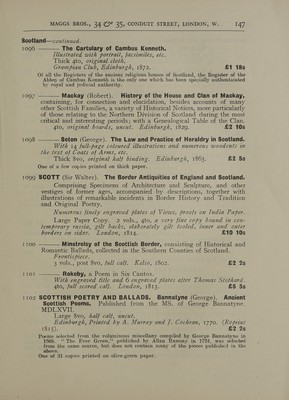 MAGGS BROS., 34 & 35, CONDUIT STREET, LONDON, W. 147
Scotland—continued.
1096 ——— The Cartulary of Cambus Kenneth.
Illustrated with portrait, facsimiles, etc.
Thick 4to, original cloth.
Grampian Club, Edinburgh, 1872. £1 18s
Of all the Registers of the ancient religious houses of Scotland, the Register of the
Abbey of Cambus Kenneth is the only one which has been specially authenticated
by royal and judicial authority.
1097 ——— Mackay (Robert). History of the House and Clan of Mackay,
containing, for connection and elucidation, besides accounts of many
other Scottish Families, a variety of Historical Notices, more particularly
of those relating to the Northern Division of Scotland during the most
critical and interesting periods; with a Genealogical Table of the Clan.
4to, original boards, uncut. Edinburgh, 1829. £2 10s
1098 ——— Seton (George). The Law and Practice of Heraldry in Scotland.
With 14 full-page coloured illustrations and numerous woodcuts in
the text of Coats of Arms, etc.
Thick 8vo, original half binding. Edinburgh, 1863. £2 5s
One of a few copies printed on thick paper.
1099 SCOTT (Sir Walter). The Border Antiquities of England and Scotland.
Comprising Specimens of Architecture and Sculpture, and other
vestiges of former ages, accompanied by descriptions, together with
illustrations of remarkable incidents in Border History and Tradition
and Original Poetry.
Numerous finely engraved plates of Views, proofs on India Paper.
Large Paper Copy. 2 vols., 4to, a very fine copy bound in con-
temporary russia, gilt backs, elaborately gilt tooled, inner and outer
borders on sides. London, 1814. £10 10s
1100 ——— Minstrelsy of the Scottish Border, consisting of Historical and
Romantic Ballads, collected in the Southern Counties of Scotland.
Frontispiece.
3 vols., post 8vo, full calf. Kelso, 1802. £2 2s
1101 ——— Rokeby, a Poem in Six Cantos.
With engraved title and 6 engraved plates after Thomas Stothard.
4to, full scored calf. London, 1813. £5 5s
1102 SCOTTISH POETRY AND BALLADS. Bannatyne (George). Ancient
Scottish Poems. Published from the MS. of George Bannatyne.
MDLXVII.
Large 8vo, half calf, uncut.
Edinburgh, Printed by A. Murray and J. Cochran, 1770. (Reprint
1815). £2 2s
Poems selected from the voluminous miscellany compiled by George Bannatyne in
1568. "The Ever Green," published by Allan Ramsay in 1724, was selected
from the same source, but does not contain many of the pieces published in the
above.
One of 31 copies printed on olive-green paper.